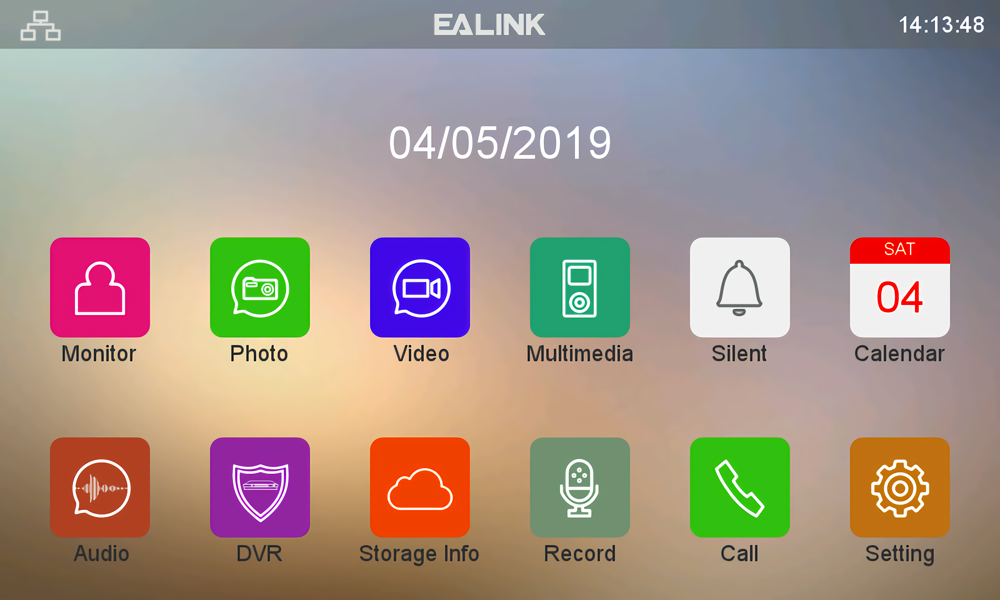 EALINK
14:13:48
04/05/2019
SAT
04
Monitor
Photo
Video
Multimedia
Silent
Calendar
Audio
DVR
Storage Info
Record
Call
Setting